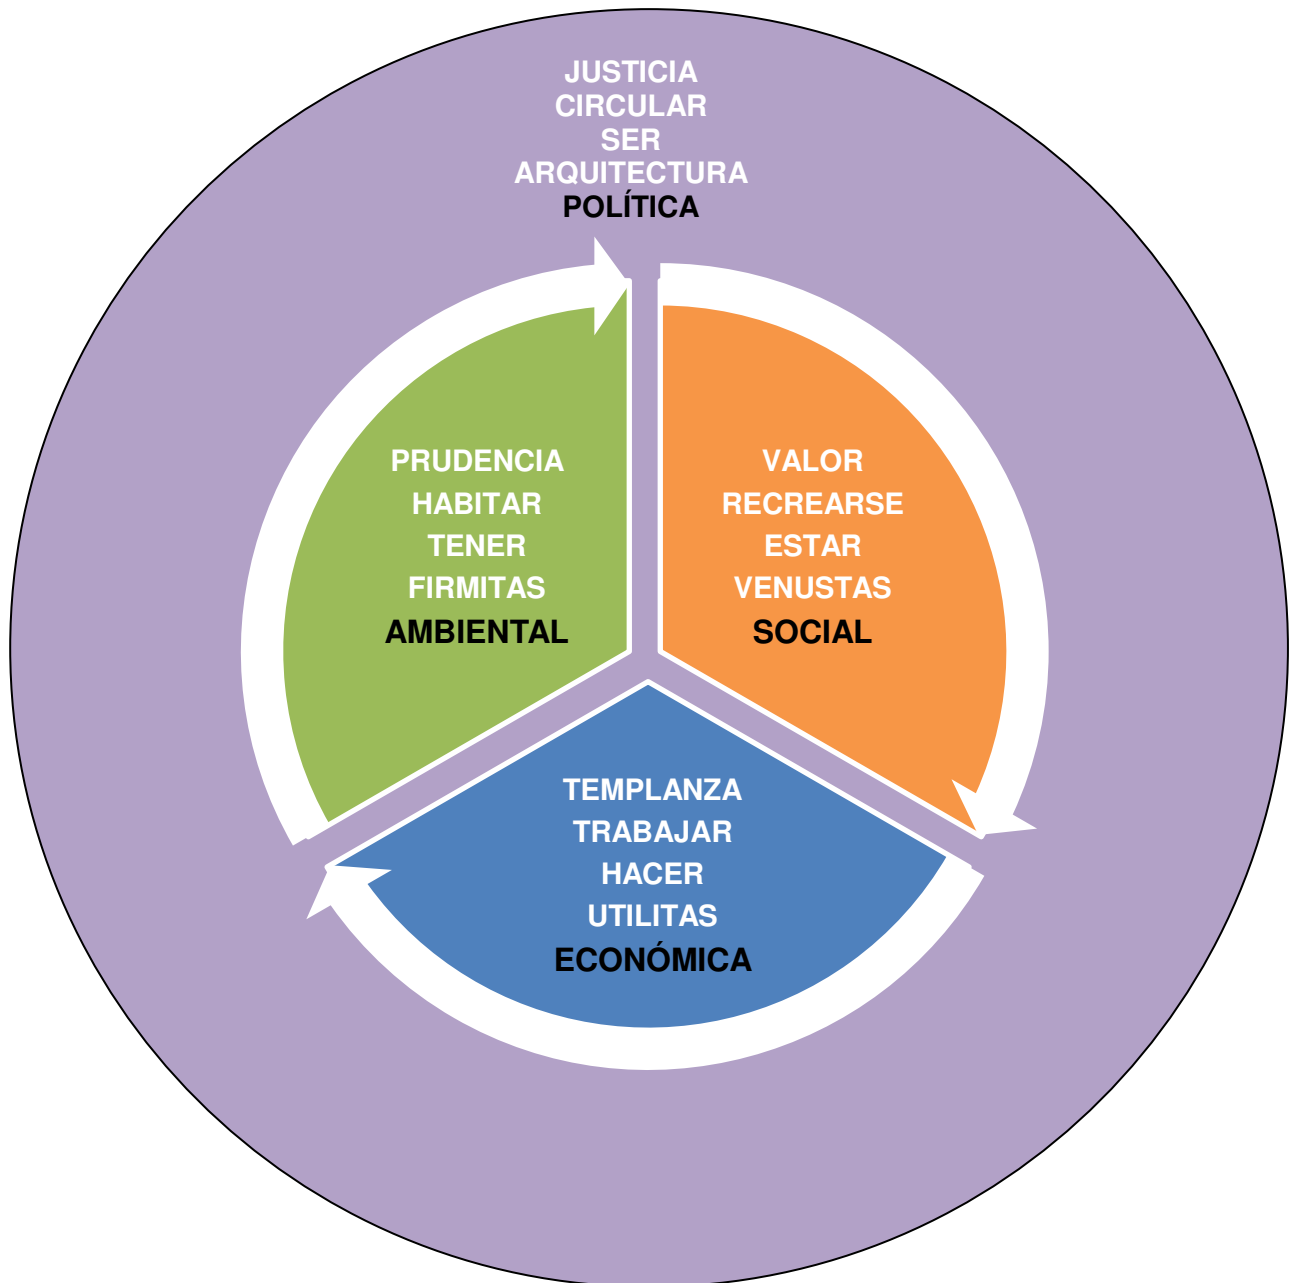 JUSTICIA
CIRCULAR
SER
ARQUITECTURA
POLÍTICA
PRUDENCIA
HABITAR
TENER
FIRMITAS
AMBIENTAL
VALOR
RECREARSE
ESTAR
VENUSTAS
SOCIAL
TEMPLANZA
TRABAJAR
HACER
UTILITAS
ECONÓMICA